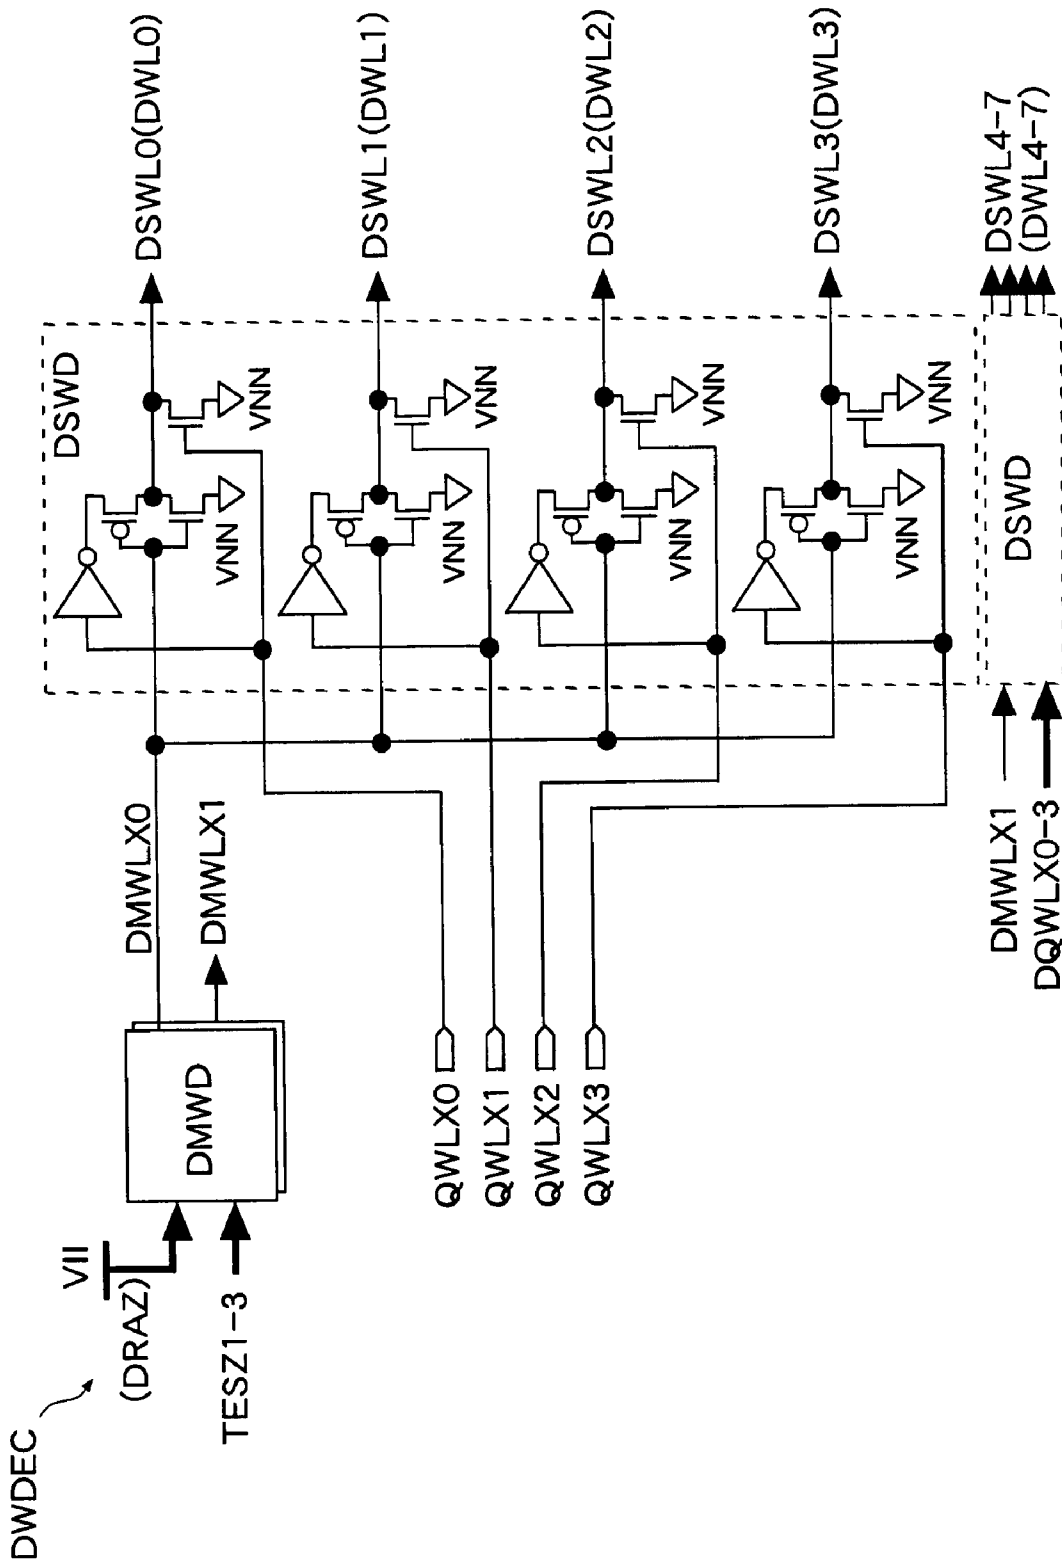 DWDEC
VII
(DRAZ)
TESZ1-3
DMWD
DMWLX0
DMWLX1
QWLX0
QWLX1
QWLX2
QWLX3
DSWD
VNN
VNN
DSWL0(DWL0)
VNN
VNN
DSWL1(DWL1)
VNN
VNN
DSWL2(DWL2)
VNN
VNN
DSWL3(DWL3)
DMWLX1
DQWLX0-3
DSWD
DSWL4-7
(DWL4-7)